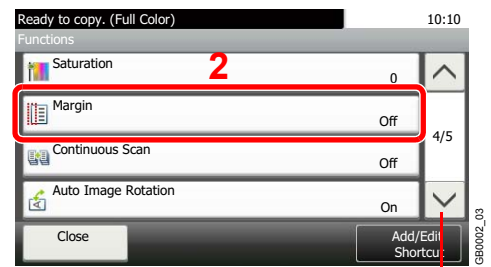 Ready to copy. (Full Color) 10:10
Functions
Saturation 2 0
Margin Off
4/5
Continuous Scan Off
Auto Image Rotation On
Close Add/Edit Shortcut
GB0002_03